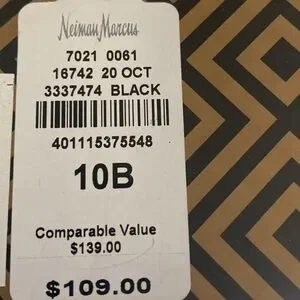 Neiman Marcus
7021 0061
16742 20 OCT
3337474 BLACK
401115375548
10B
Comparable Value
$139.00
$109.00